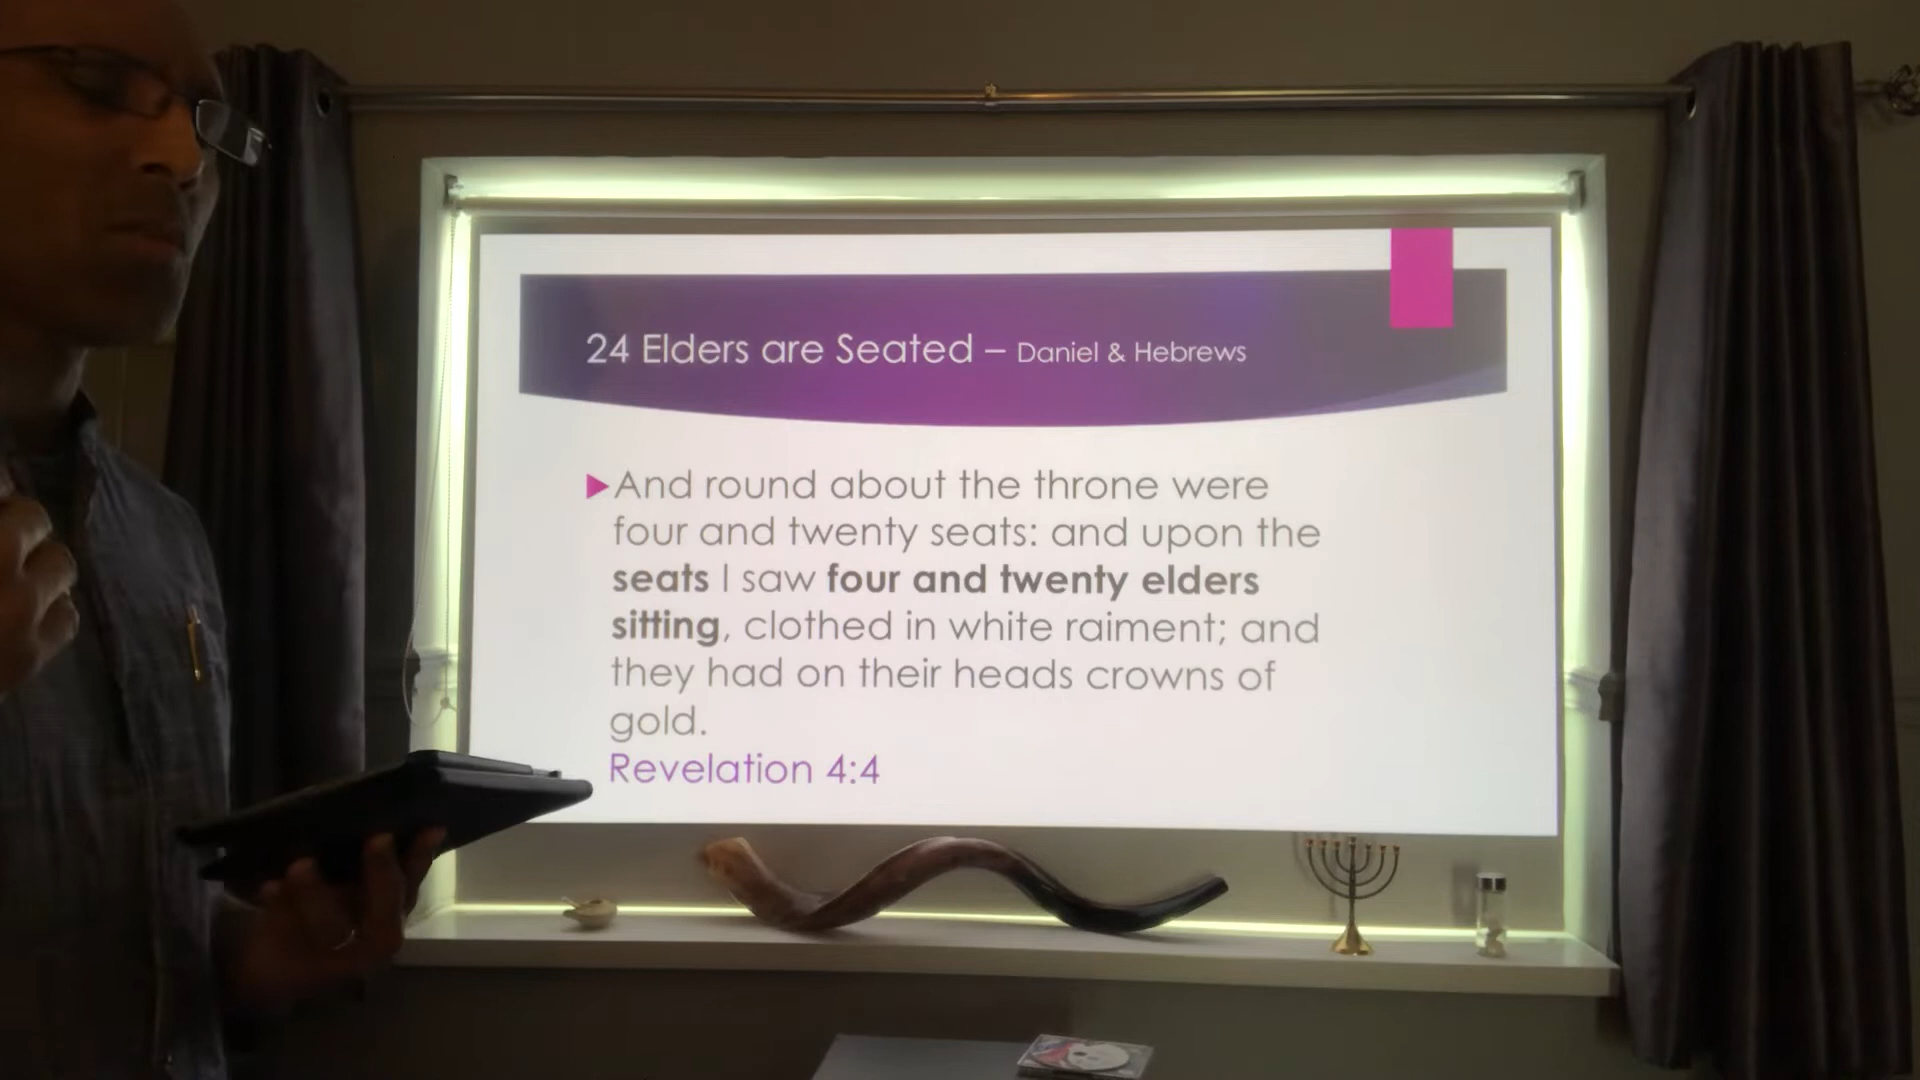 24 Elders are Seated – Daniel & Hebrews
And round about the throne were
four and twenty seats: and upon the
seats I saw four and twenty elders
sitting, clothed in white raiment; and
they had on their heads crowns of
gold.
Revelation 4:4